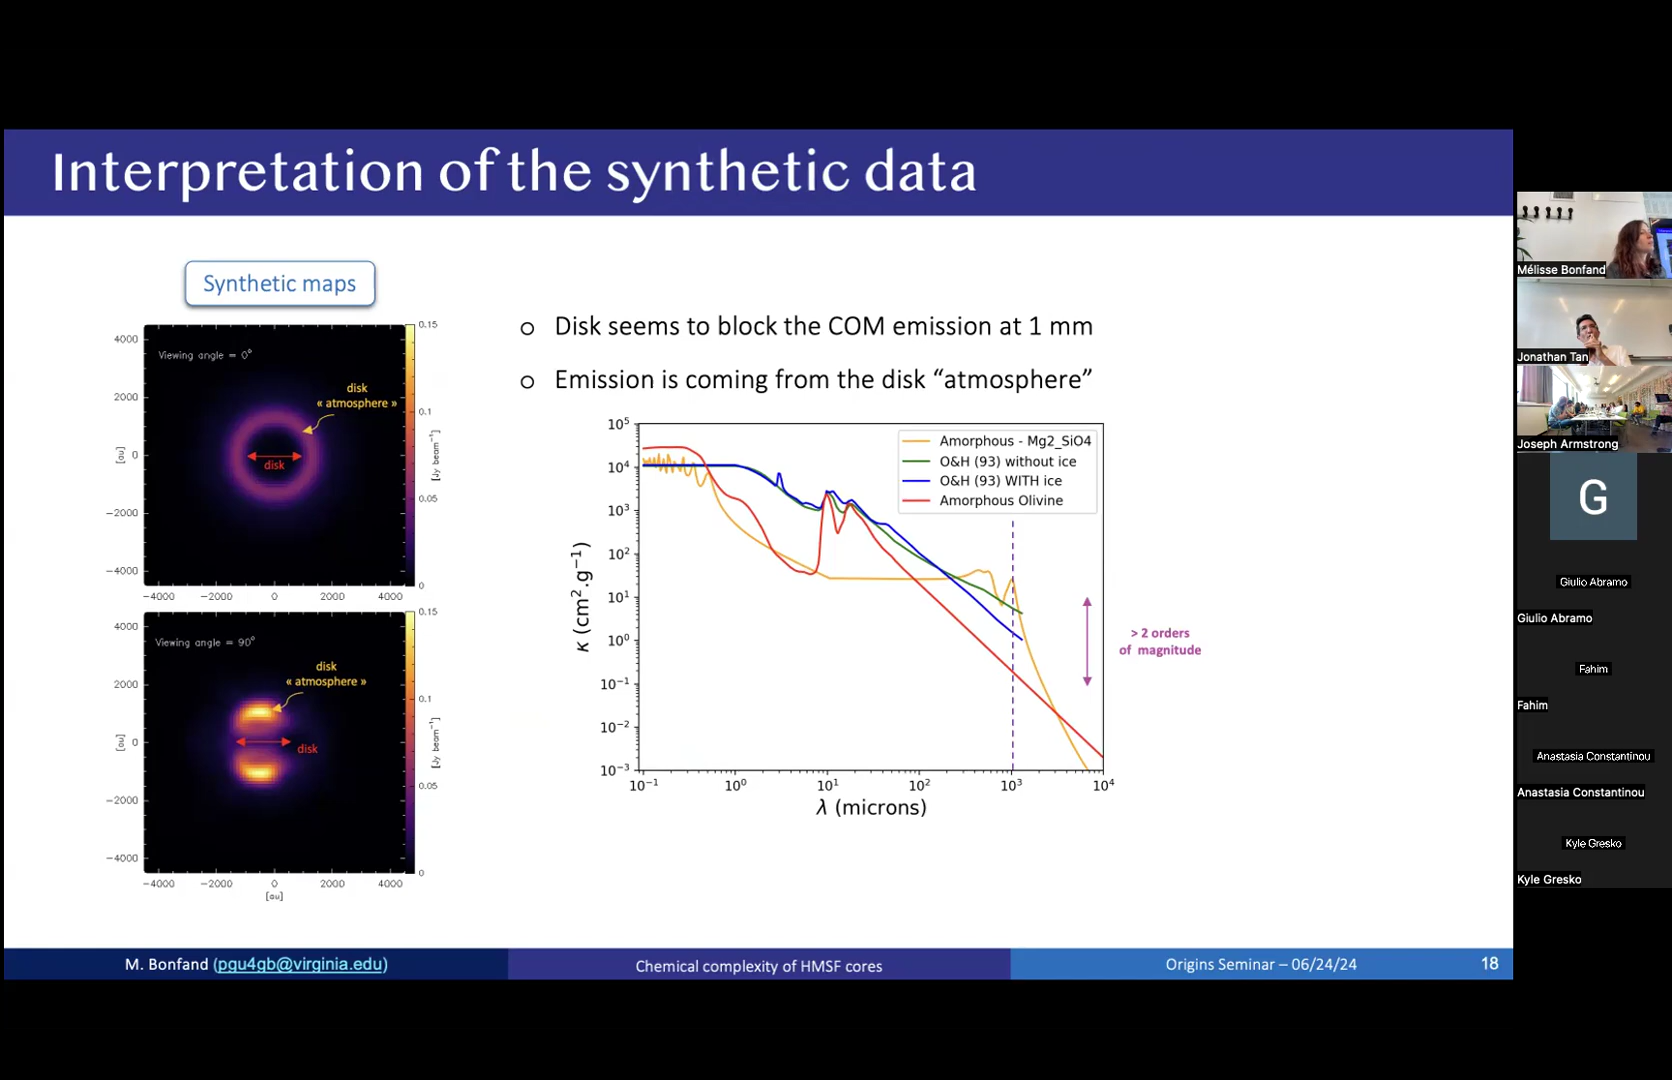 Interpretation of the synthetic data
Synthetic maps
4000
2000
0
−2000
−4000
[au]
Viewing angle = 0°
disk
« atmosphere »
disk
0.15
0.1
0.05
0
[Jy beam⁻¹]
−4000 −2000 0 2000 4000
4000
2000
0
−2000
−4000
[au]
Viewing angle = 90°
disk
« atmosphere »
disk
0.15
0.1
0.05
0
[Jy beam⁻¹]
−4000 −2000 0 2000 4000
[au]
o Disk seems to block the COM emission at 1 mm
o Emission is coming from the disk “atmosphere”
10⁵
10⁴
10³
10²
10¹
10⁰
10⁻¹
10⁻²
10⁻³
κ (cm².g⁻¹)
Amorphous - Mg2_SiO4
O&H (93) without ice
O&H (93) WITH ice
Amorphous Olivine
10⁻¹ 10⁰ 10¹ 10² 10³ 10⁴
λ (microns)
> 2 orders
of magnitude
M. Bonfand (pgu4gb@virginia.edu)
Chemical complexity of HMSF cores
Origins Seminar – 06/24/24
18
Mélisse Bonfand
Jonathan Tan
Joseph Armstrong
G
Giulio Abramo
Giulio Abramo
Fahim
Fahim
Anastasia Constantinou
Anastasia Constantinou
Kyle Gresko
Kyle Gresko